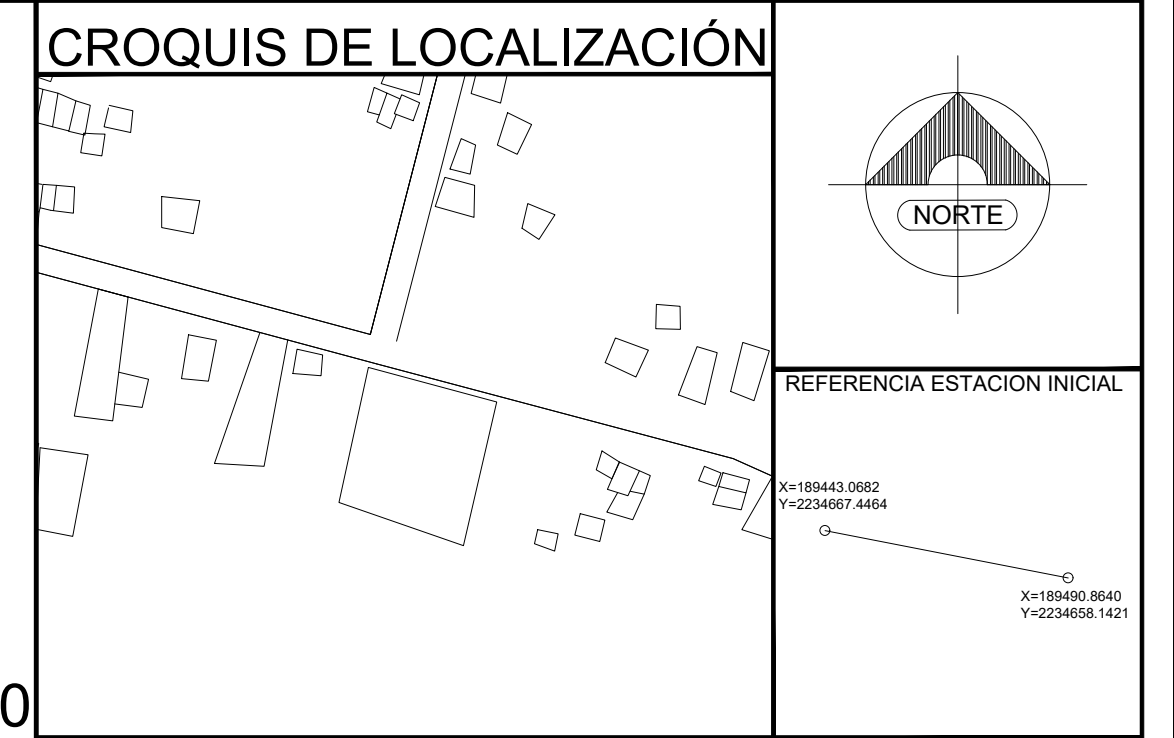 CROQUIS DE LOCALIZACIÓN
NORTE
REFERENCIA ESTACION INICIAL
X=189443.0682
Y=2234667.4464
X=189490.8640
Y=2234658.1421
0